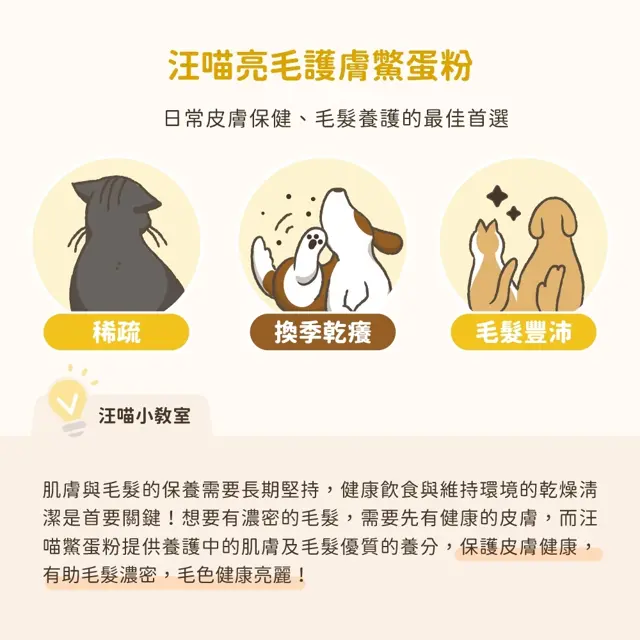 汪喵亮毛護膚鱉蛋粉
日常皮膚保健、毛髮養護的最佳首選
稀疏
換季乾癢
毛髮豐沛
汪喵小教室
肌膚與毛髮的保養需要長期堅持，健康飲食與維持環境的乾燥清
潔是首要關鍵！想要有濃密的毛髮，需要先有健康的皮膚，而汪
喵鱉蛋粉提供養護中的肌膚及毛髮優質的養分，保護皮膚健康，
有助毛髮濃密，毛色健康亮麗！